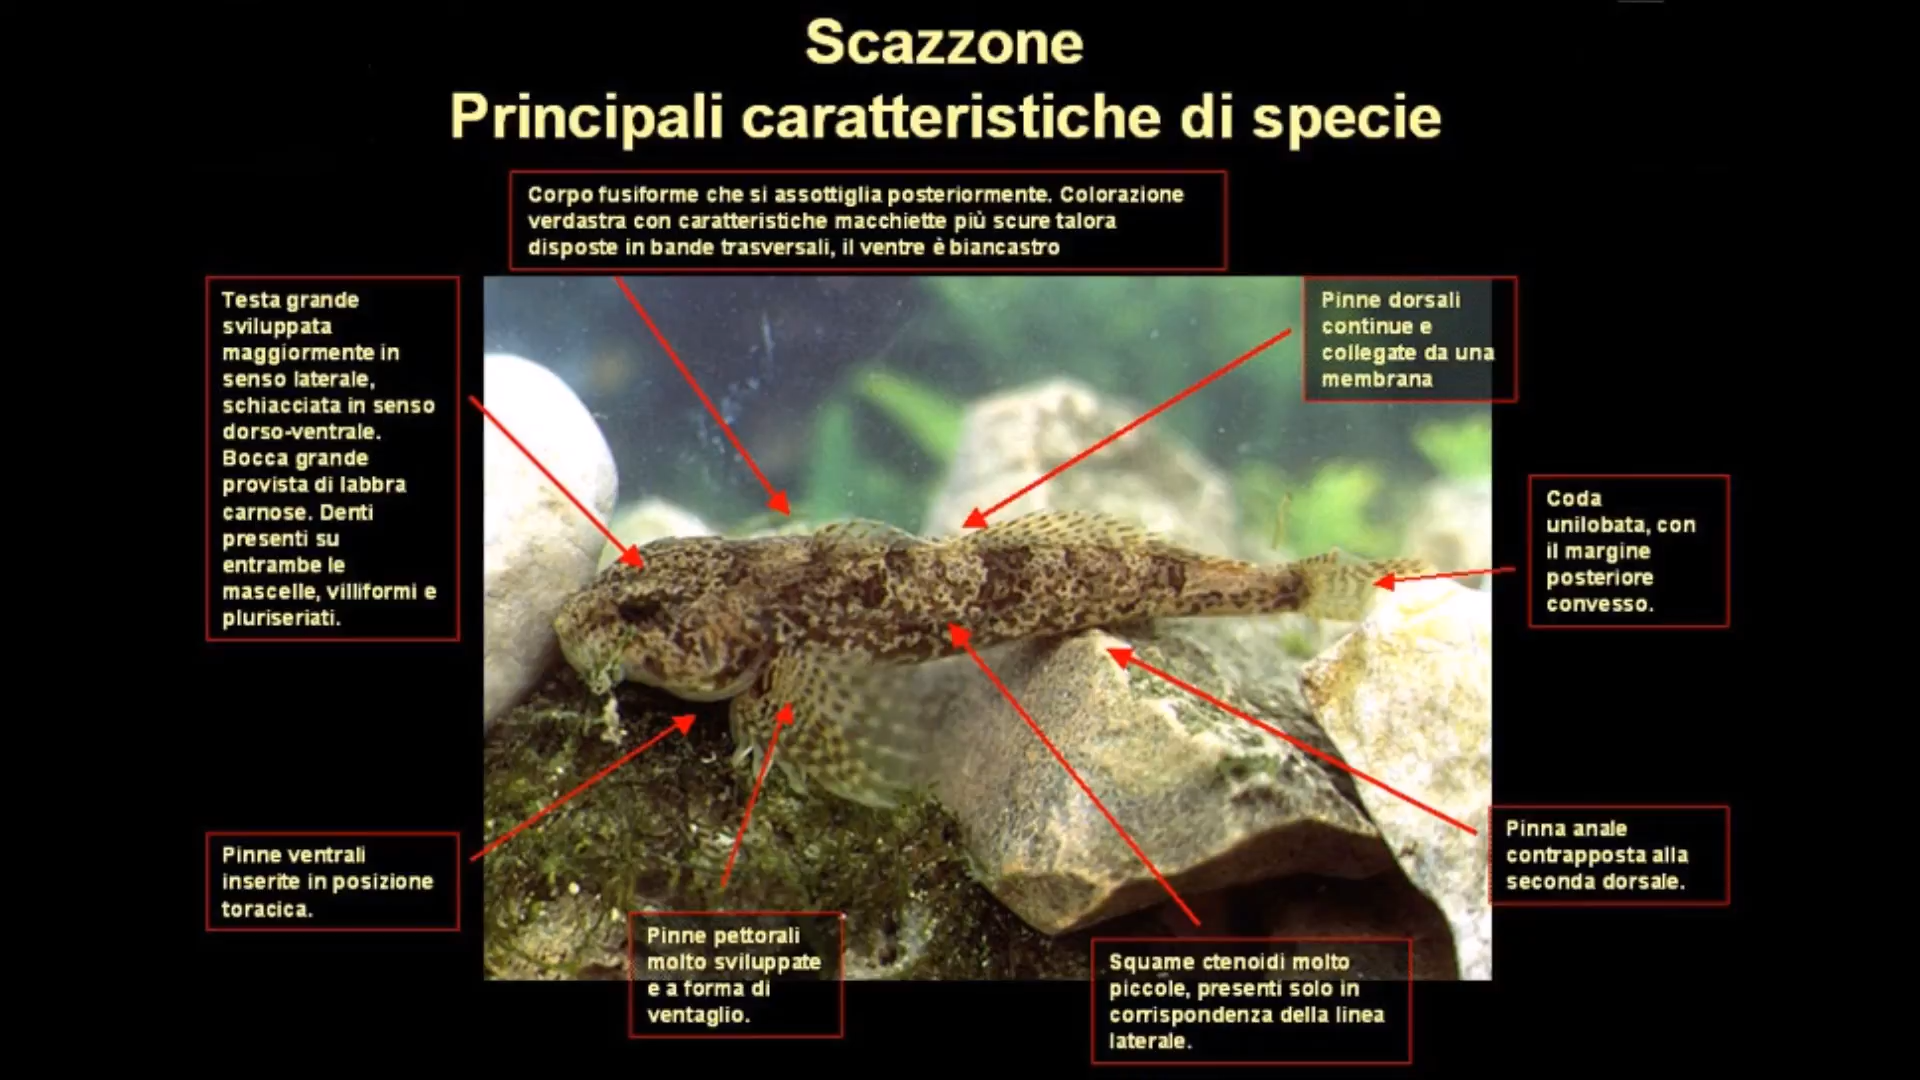 Scazzone
Principali caratteristiche di specie
Corpo fusiforme che si assottiglia posteriormente. Colorazione
verdastra con caratteristiche macchiette più scure talora
disposte in bande trasversali, il ventre è biancastro
Testa grande
sviluppata
maggiormente in
senso laterale,
schiacciata in senso
dorso-ventrale.
Bocca grande
provista di labbra
carnose. Denti
presenti su
entrambe le
mascelle, villiformi e
pluriseriati.
Pinne dorsali
continue e
collegate da una
membrana
Coda
unilobata, con
il margine
posteriore
convesso.
Pinne ventrali
inserite in posizione
toracica.
Pinne pettorali
molto sviluppate
e a forma di
ventaglio.
Squame ctenoidi molto
piccole, presenti solo in
corrispondenza della linea
laterale.
Pinna anale
contrapposta alla
seconda dorsale.